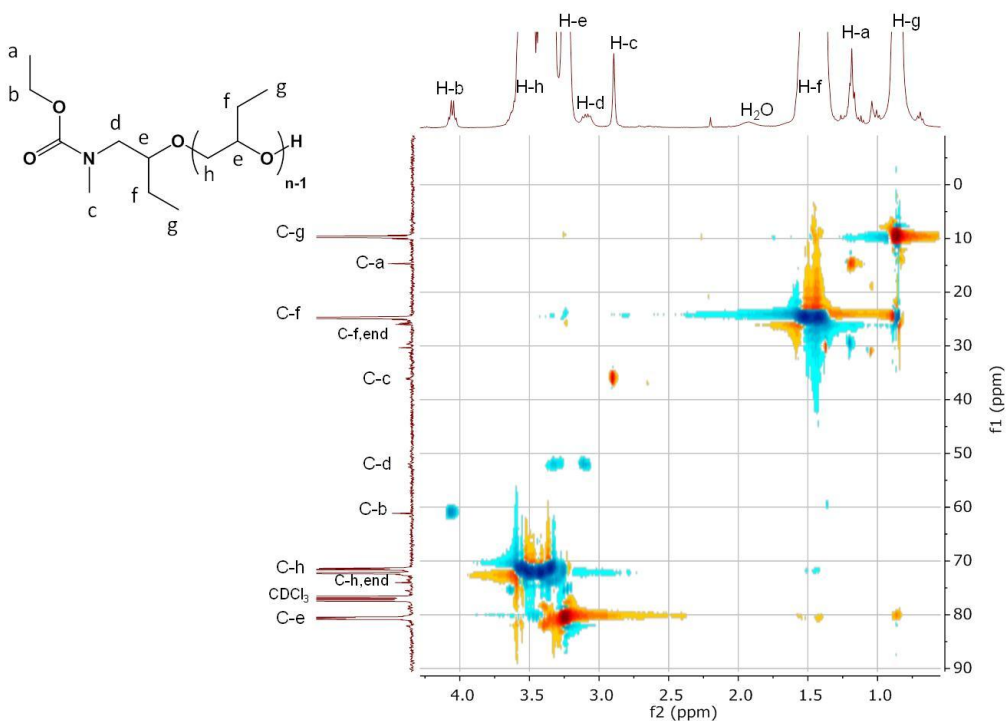 a
b
O
O
N
c
d
e
f
g
O
h
f
g
e
O
H
n-1
H-b
H-h
H-e
H-d
H-c
H₂O
H-f
H-a
H-g
C-g
C-a
C-f
C-f,end
C-c
C-d
C-b
C-h
C-h,end
CDCl₃
C-e
0
10
20
30
40
50
60
70
80
90
f1 (ppm)
4.0 3.5 3.0 2.5 2.0 1.5 1.0
f2 (ppm)